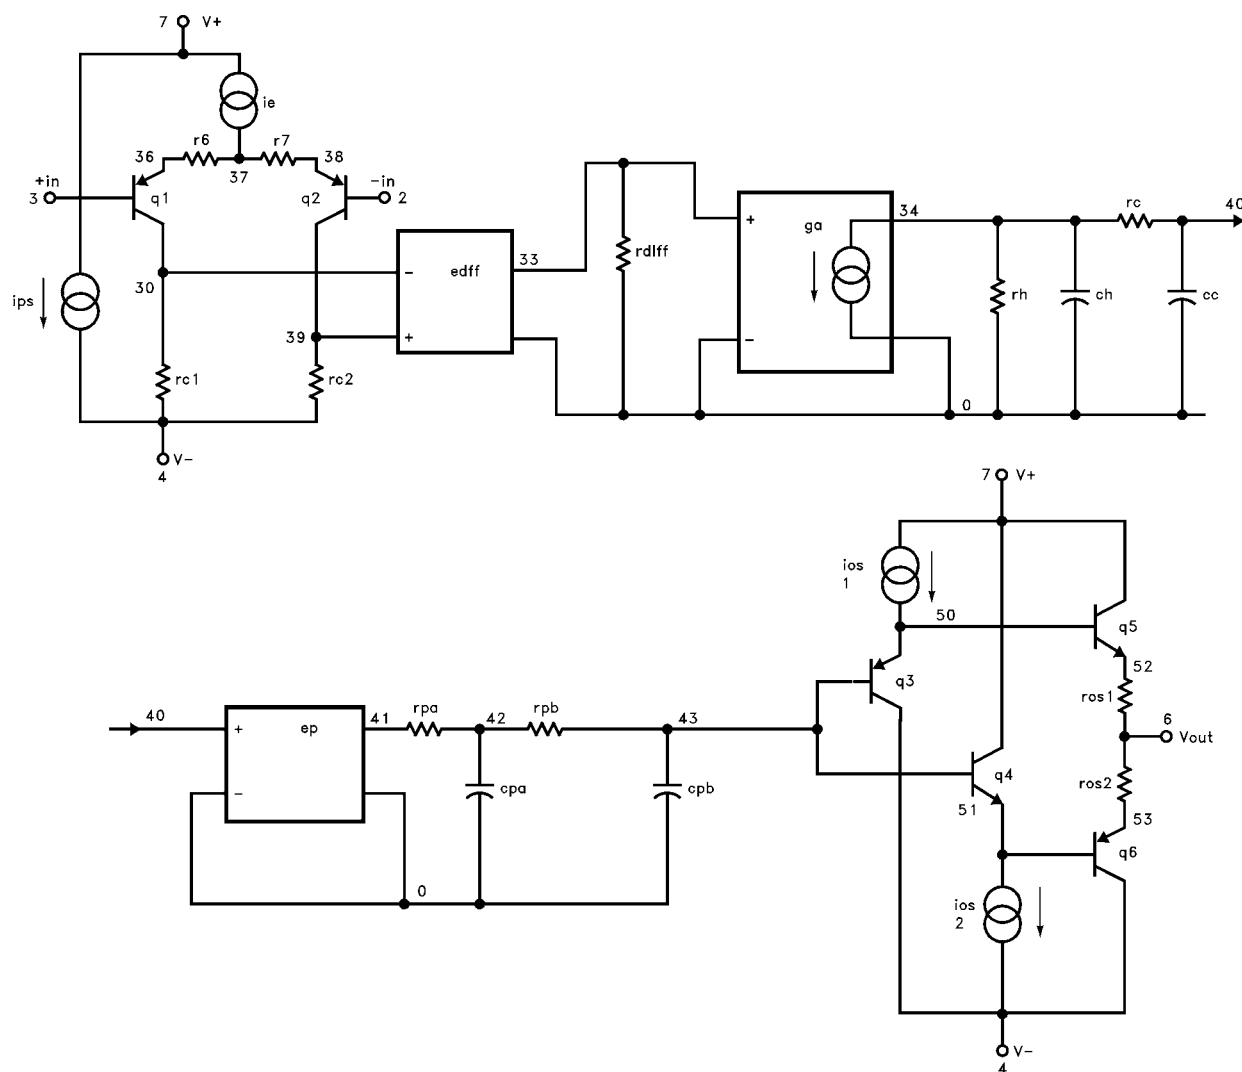 7 V+
ie
r6 r7
36 38
37
+in -in
3 q1 q2 2
33
34
40
rc
edff
rdiff
ga
+
-
-
+
30
39
ips
rh ch cc
rc1 rc2
0
V-
4
7 V+
ios
1
50
q5
52
q3
ros1
6
Vout
40 41 rpa 42 rpb 43
+ ep
-
cpa cpb
q4
51
ros2
53
q6
0
ios
2
V-
4